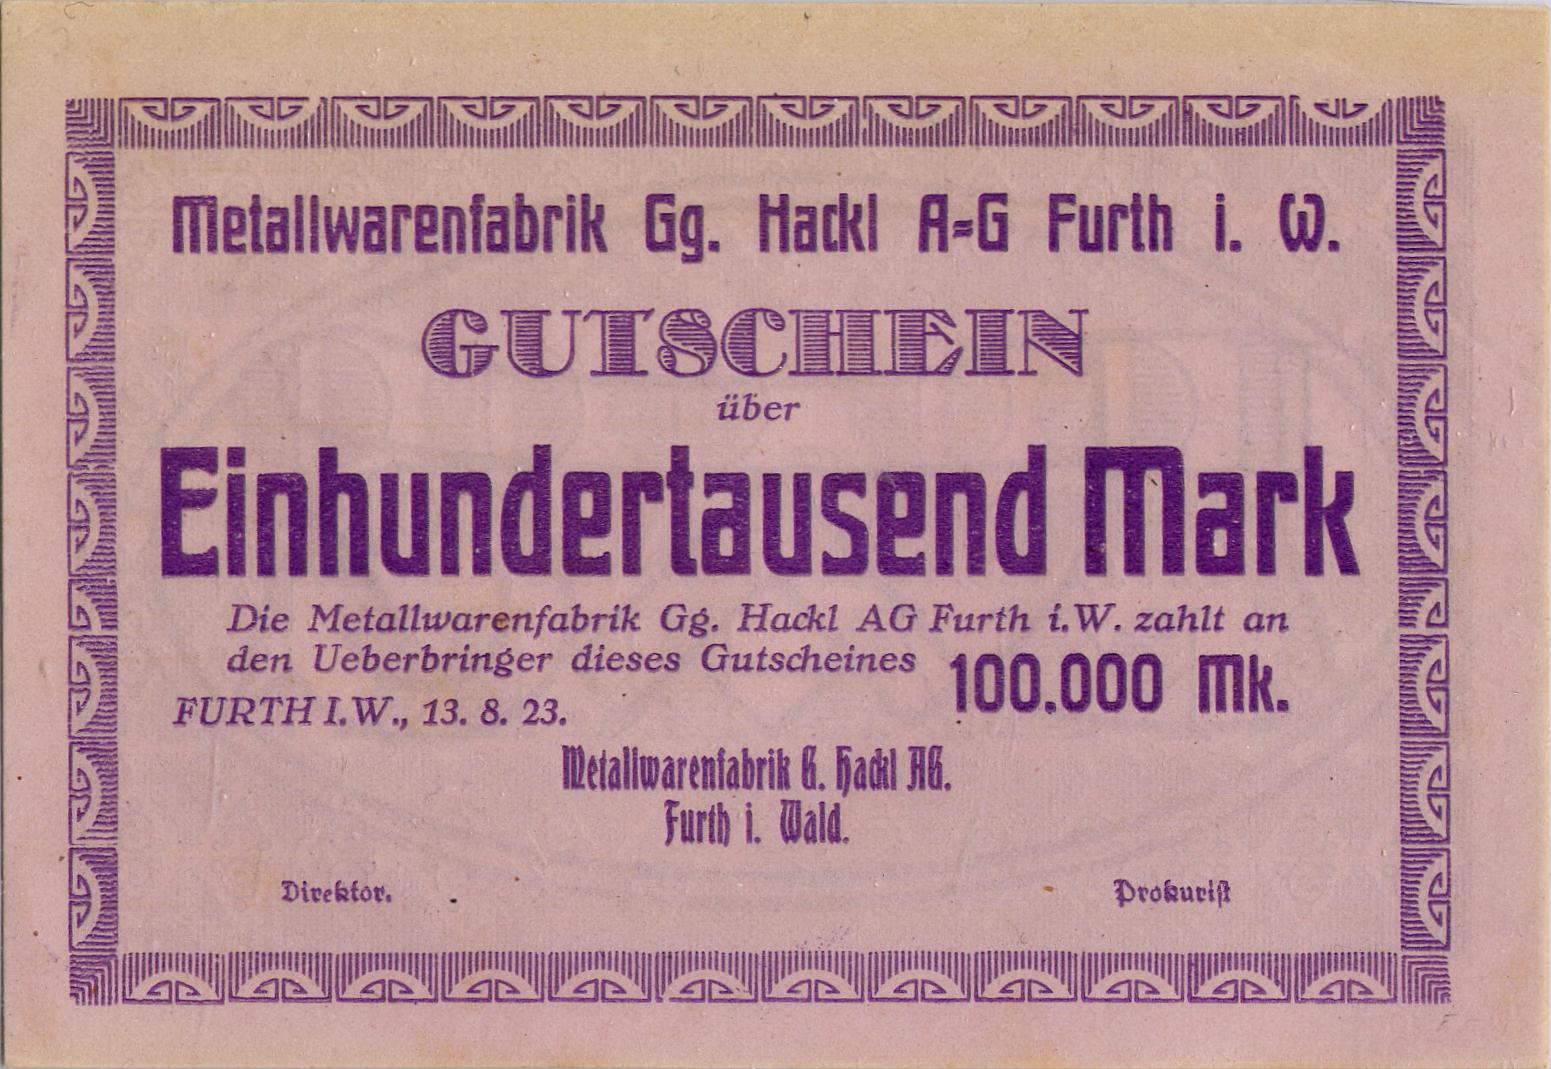 Metallwarenfabrik Gg. Hackl A=G Furth i. W.
GUTSCHEIN
über
Einhundertausend Mark
Die Metallwarenfabrik Gg. Hackl AG Furth i.W. zahlt an
den Ueberbringer dieses Gutscheines 100.000 Mk.
FURTH I.W., 13. 8. 23.
Metallwarenfabrik G. Hackl AG.
Furth i. Wald.
Direktor. Prokurist